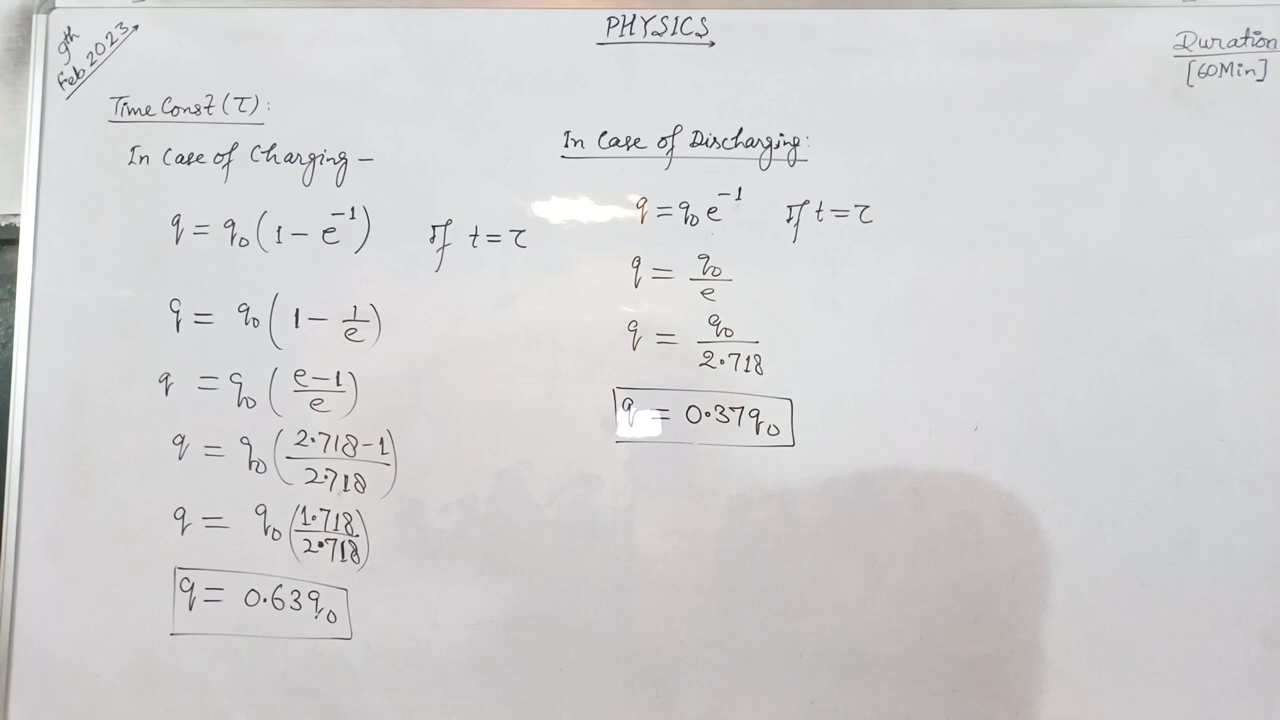 9th
Feb 2023
PHYSICS
Duration
[60Min]
Time Const (τ):
In Case of Charging –
q = q₀(1 – e⁻¹) If t = τ
q = q₀(1 – 1/e)
q = q₀((e–1)/e)
q = q₀((2.718–1)/2.718)
q = q₀(1.718/2.718)
q = 0.63q₀
In Case of Discharging:
q = q₀e⁻¹ If t = τ
q = q₀/e
q = q₀/2.718
q = 0.37q₀